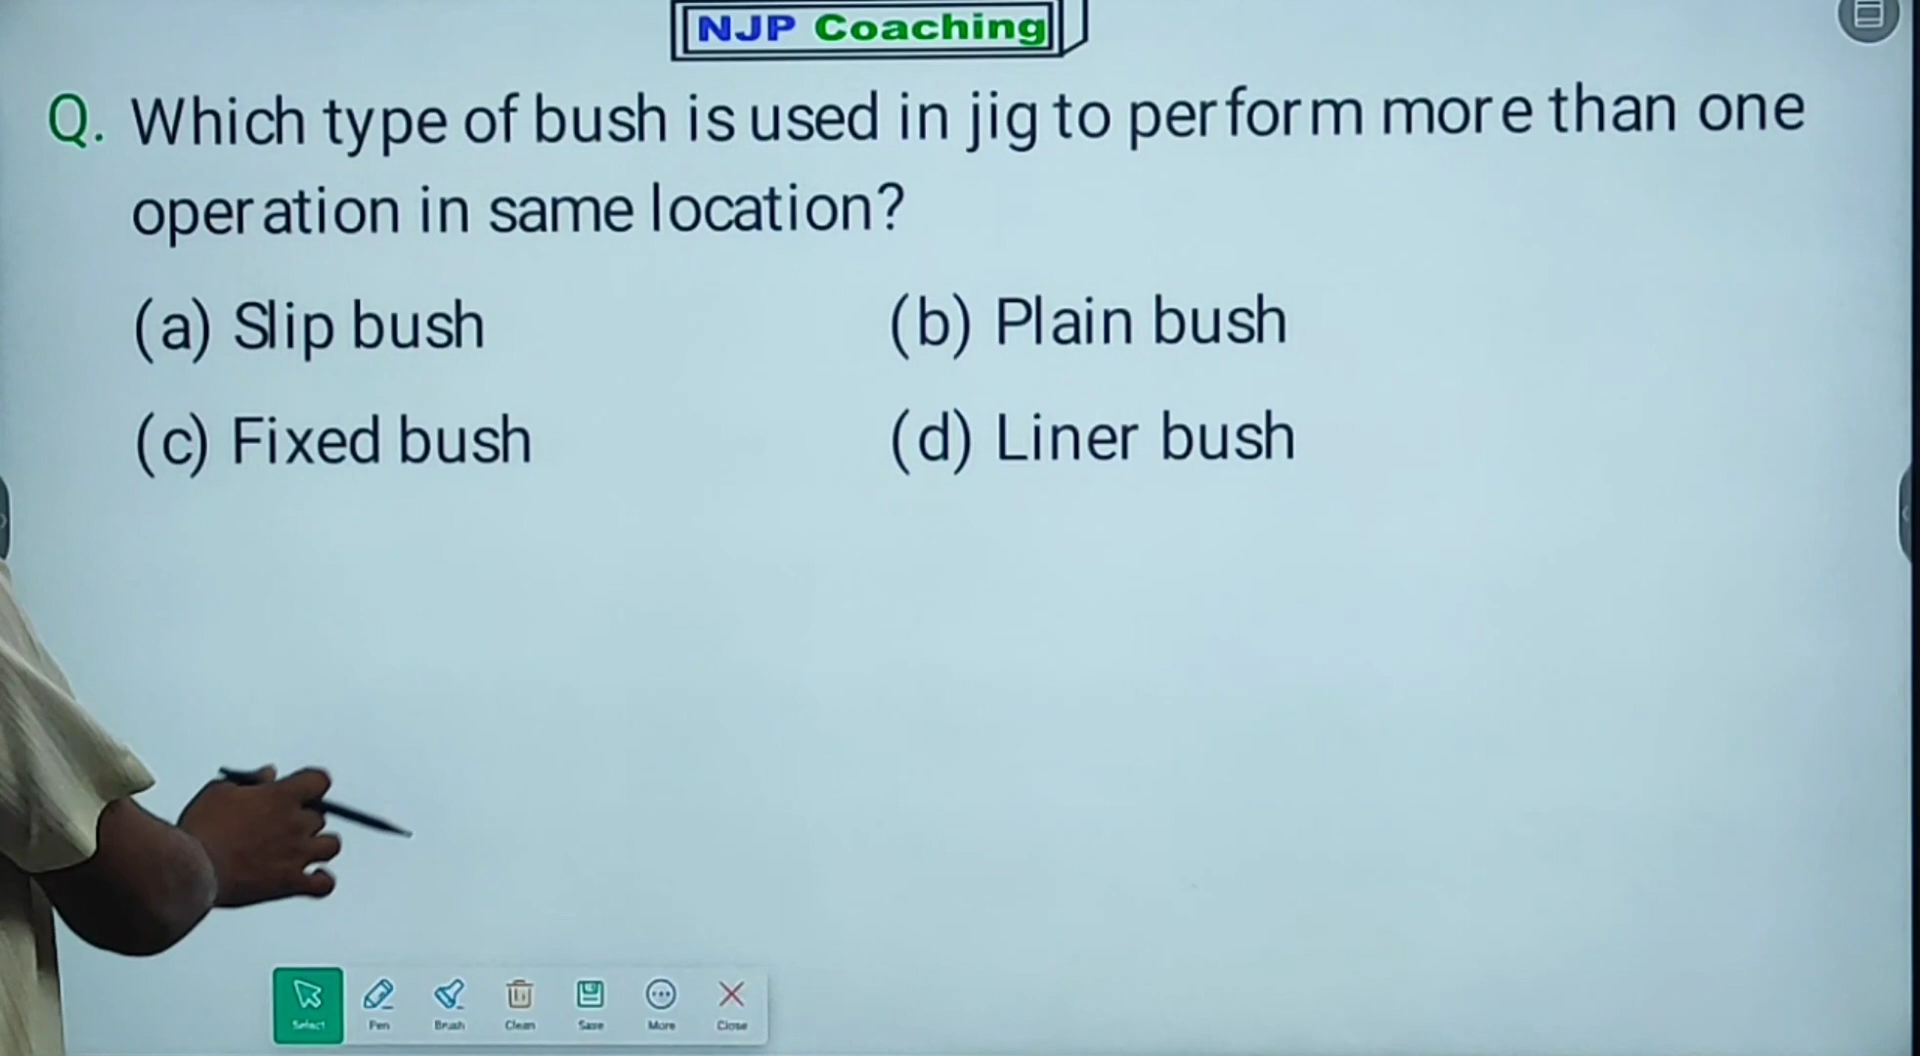 NJP Coaching
Q. Which type of bush is used in jig to perform more than one
operation in same location?
(a) Slip bush
(b) Plain bush
(c) Fixed bush
(d) Liner bush
Select Pen Brush Clean Save More Close